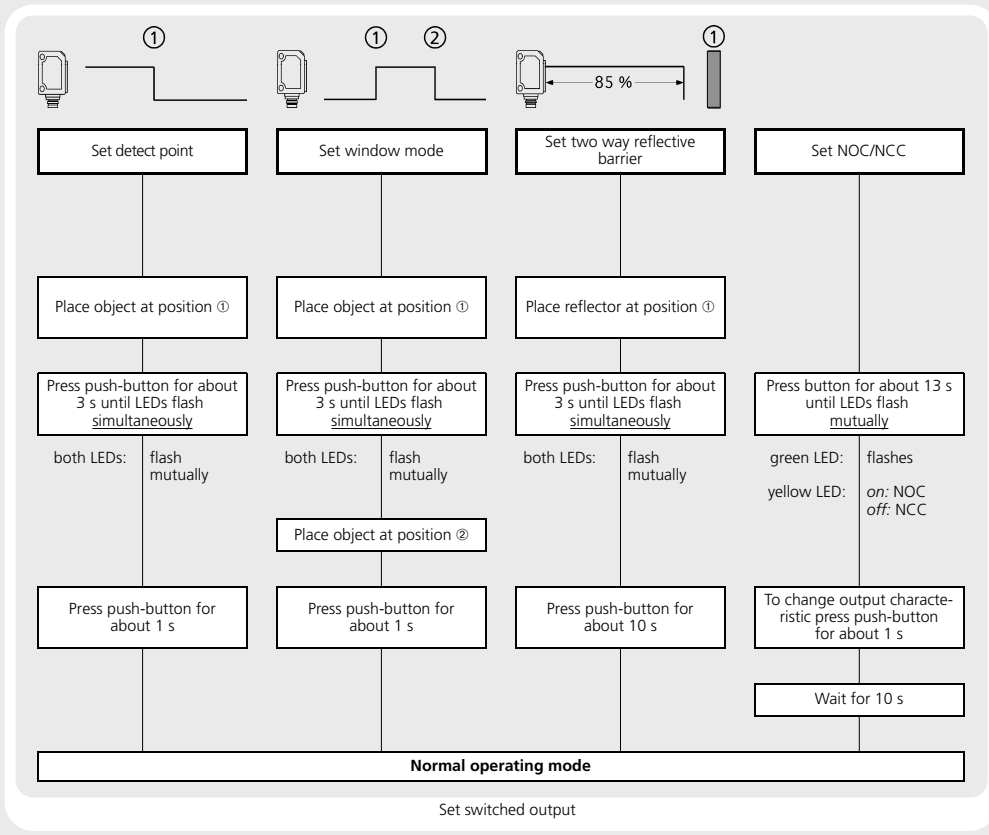 ①
① ②
①
85 %
Set detect point
Set window mode
Set two way reflective
barrier
Set NOC/NCC
Place object at position ①
Place object at position ①
Place reflector at position ①
Press push-button for about
3 s until LEDs flash
simultaneously
Press push-button for about
3 s until LEDs flash
simultaneously
Press push-button for about
3 s until LEDs flash
simultaneously
Press button for about 13 s
until LEDs flash
mutually
both LEDs: flash
mutually
both LEDs: flash
mutually
both LEDs: flash
mutually
green LED: flashes
yellow LED: on: NOC
off: NCC
Place object at position ②
Press push-button for
about 1 s
Press push-button for
about 1 s
Press push-button for
about 10 s
To change output characte-
ristic press push-button
for about 1 s
Wait for 10 s
Normal operating mode
Set switched output